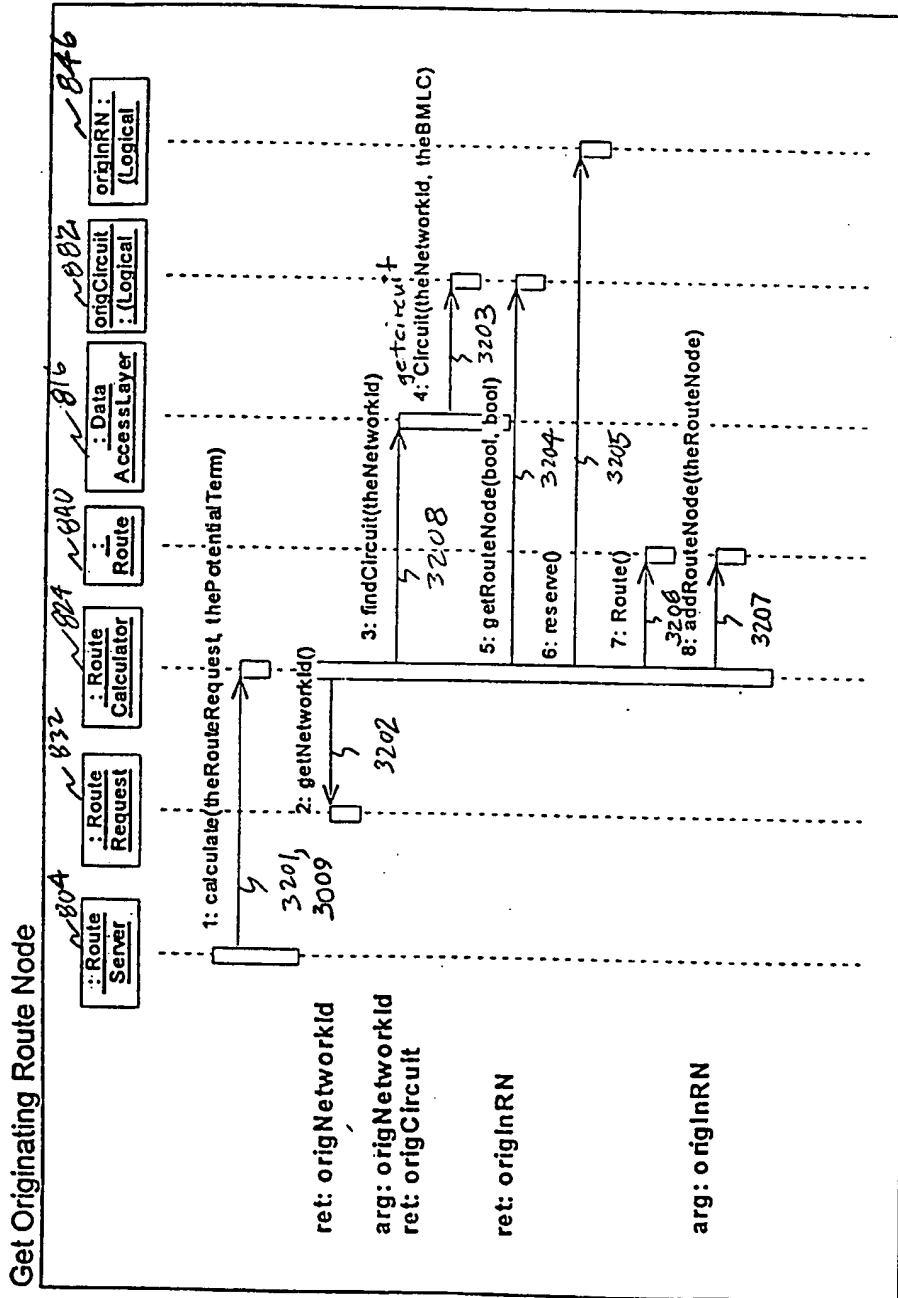 Get Originating Route Node
804
: : Route
Server
832
: : Route
Request
824
: : Route
Calculator
840
: :
Route
816
: : Data
AccessLayer
882
origCircuit
: (Logical
846
origInRN :
(Logical
1: calculate(theRouteRequest, thePotentialTerm)
3201,
3009
ret: origNetworkId
2: getNetworkId()
3202
arg: origNetworkId
ret: origCircuit
3: findCircuit(theNetworkId)
3208
getcircuit
4: Circuit(theNetworkId, theBMLC)
3203
ret: origInRN
5: getRouteNode(bool, bool)
3204
6: reserve()
3205
7: Route()
3206
arg: origInRN
8: addRouteNode(theRouteNode)
3207